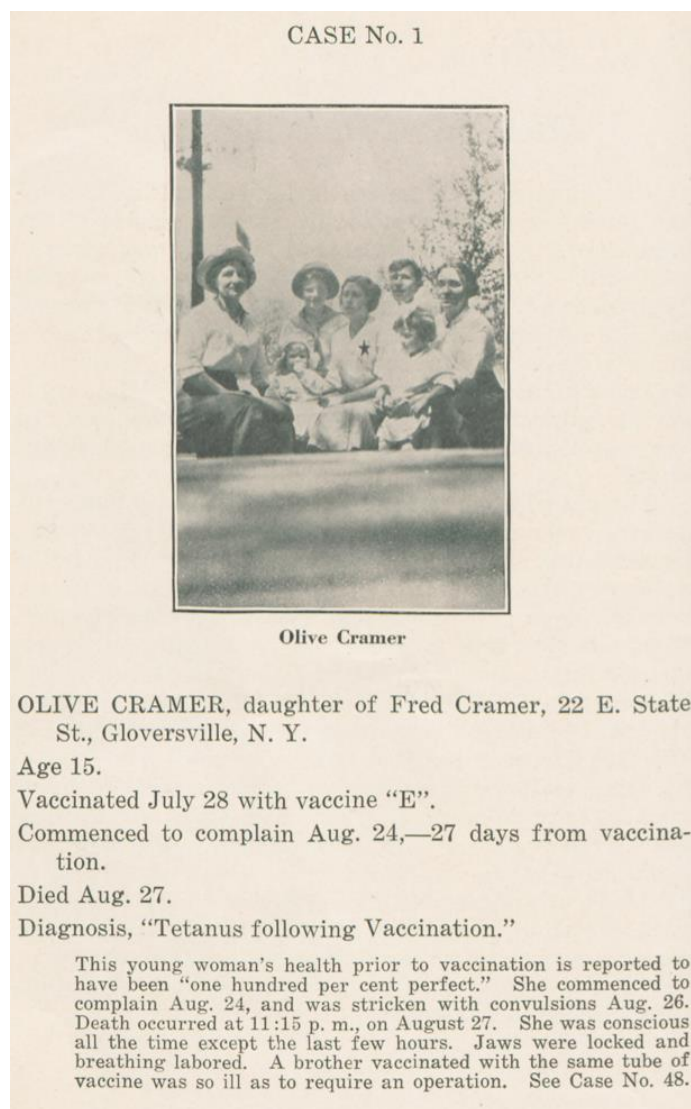 CASE No. 1
Olive Cramer
OLIVE CRAMER, daughter of Fred Cramer, 22 E. State
St., Gloversville, N. Y.
Age 15.
Vaccinated July 28 with vaccine “E”.
Commenced to complain Aug. 24,—27 days from vaccina-
tion.
Died Aug. 27.
Diagnosis, “Tetanus following Vaccination.”
This young woman’s health prior to vaccination is reported to
have been “one hundred per cent perfect.” She commenced to
complain Aug. 24, and was stricken with convulsions Aug. 26.
Death occurred at 11:15 p. m., on August 27. She was conscious
all the time except the last few hours. Jaws were locked and
breathing labored. A brother vaccinated with the same tube of
vaccine was so ill as to require an operation. See Case No. 48.